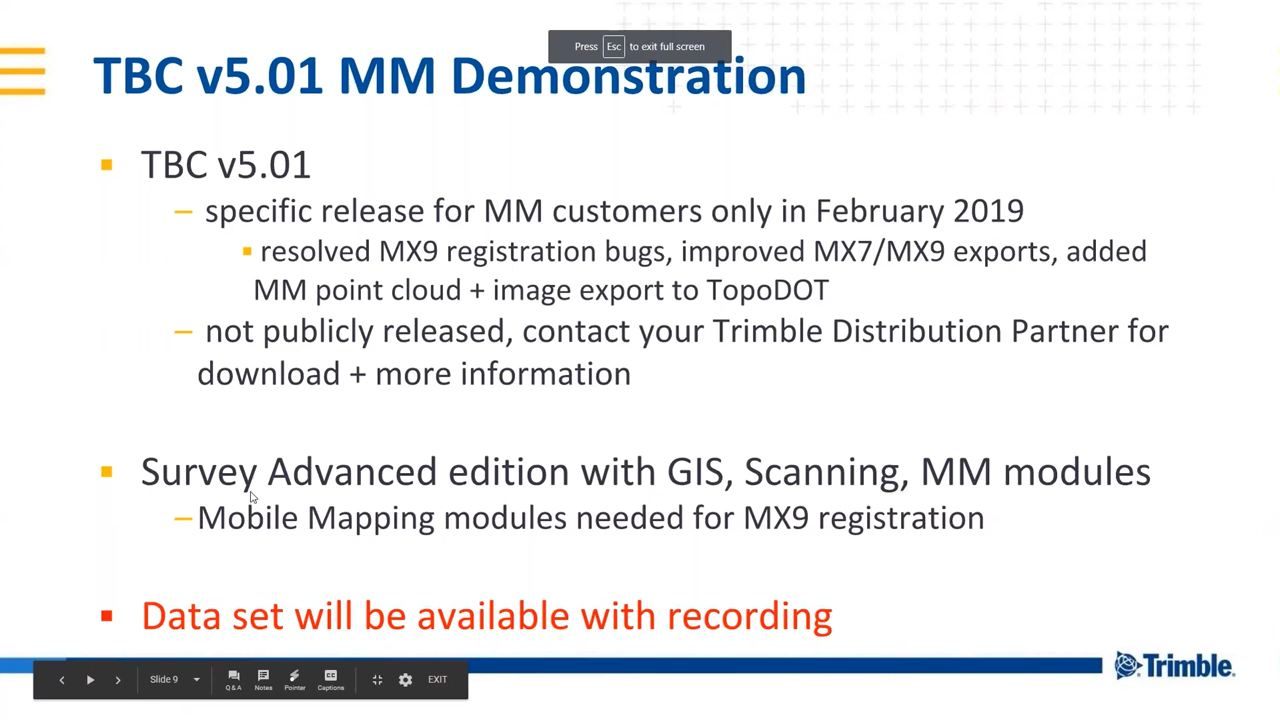 Press Esc to exit full screen
TBC v5.01 MM Demonstration
TBC v5.01
specific release for MM customers only in February 2019
resolved MX9 registration bugs, improved MX7/MX9 exports, added
MM point cloud + image export to TopoDOT
not publicly released, contact your Trimble Distribution Partner for
download + more information
Survey Advanced edition with GIS, Scanning, MM modules
Mobile Mapping modules needed for MX9 registration
Data set will be available with recording
Slide 9
Q & A
Notes
Pointer
CC
Captions
EXIT
Trimble.